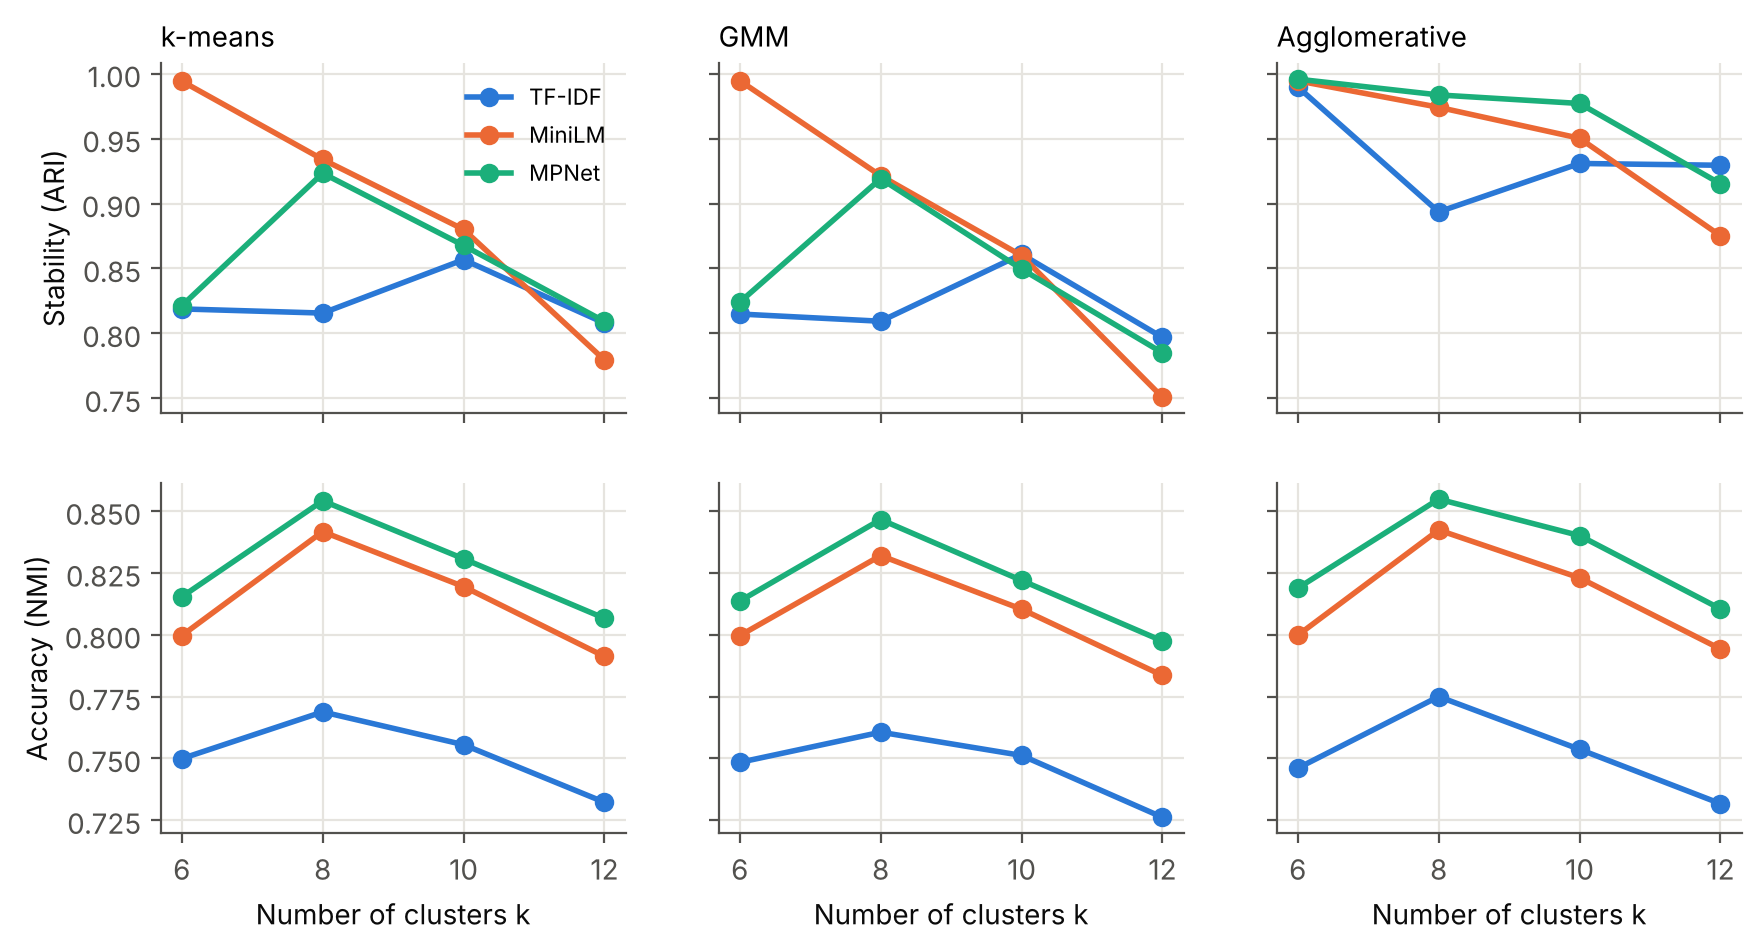 k-means
GMM
Agglomerative
TF-IDF
MiniLM
MPNet
Stability (ARI)
1.00
0.95
0.90
0.85
0.80
0.75
Accuracy (NMI)
0.850
0.825
0.800
0.775
0.750
0.725
6 8 10 12
6 8 10 12
6 8 10 12
Number of clusters k
Number of clusters k
Number of clusters k